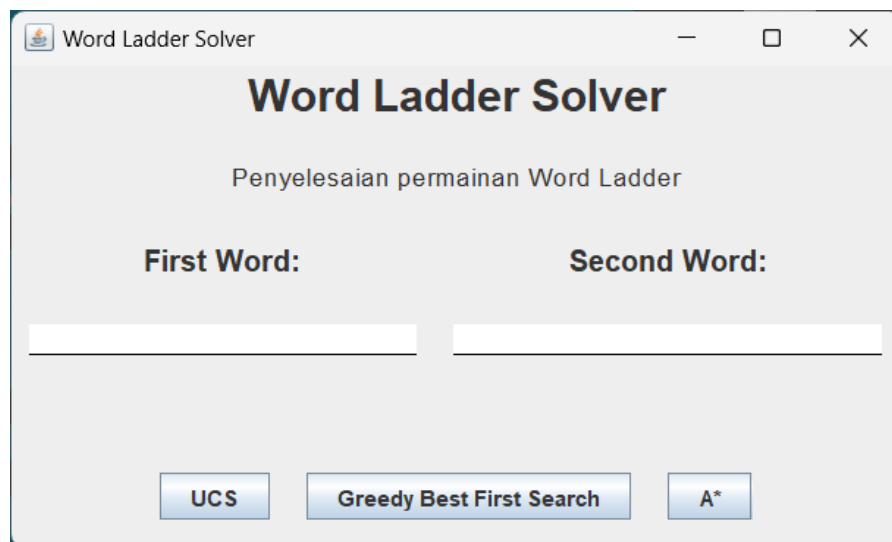 Word Ladder Solver
Word Ladder Solver
Penyelesaian permainan Word Ladder
First Word: Second Word:
UCS Greedy Best First Search A*